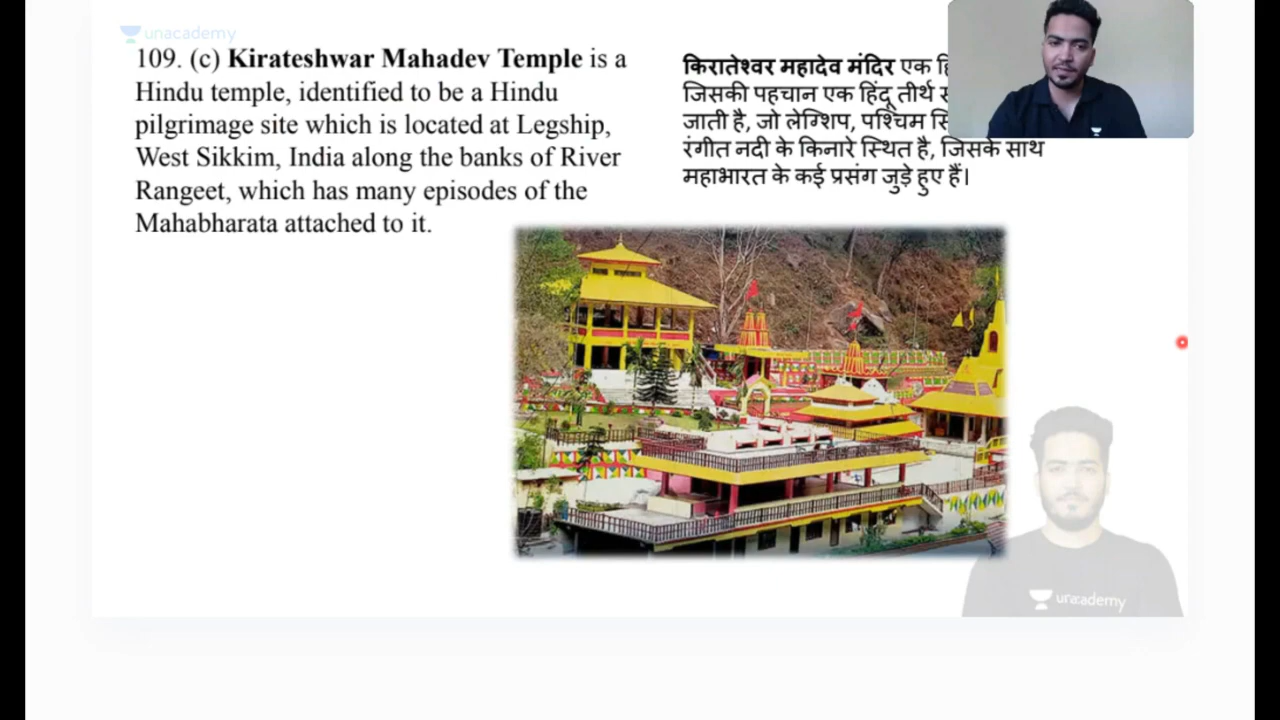 unacademy
109. (c) Kirateshwar Mahadev Temple is a
Hindu temple, identified to be a Hindu
pilgrimage site which is located at Legship,
West Sikkim, India along the banks of River
Rangeet, which has many episodes of the
Mahabharata attached to it.
किरातेश्वर महादेव मंदिर एक
जिसकी पहचान एक हिंदू तीर्थ
जाती है, जो लेग्शिप, पश्चिम
रंगीत नदी के किनारे स्थित है, जिसके साथ
महाभारत के कई प्रसंग जुड़े हुए हैं।
unacademy